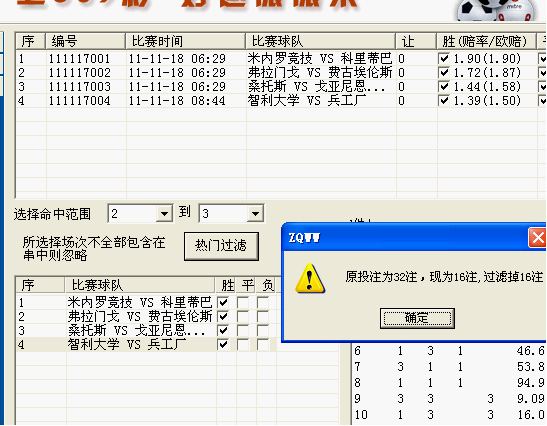 mitre
序 编号 比赛时间 比赛球队 让 胜(赔率/欧赔)
1 111117001 11-11-18 06:29 米内罗竞技 VS 科里蒂巴 0 1.90(1.90)
2 111117002 11-11-18 06:29 弗拉门戈 VS 费古埃伦斯 0 1.72(1.87)
3 111117003 11-11-18 06:29 桑托斯 VS 戈亚尼恩... 0 1.44(1.58)
4 111117004 11-11-18 08:44 智利大学 VS 兵工厂 0 1.39(1.50)
选择命中范围 2 到 3
所选择场次不全部包含在
串中则忽略
热门过滤
序 比赛球队 胜 平 负
1 米内罗竞技 VS 科里蒂巴
2 弗拉门戈 VS 费古埃伦斯
3 桑托斯 VS 戈亚尼恩...
4 智利大学 VS 兵工厂
ZQWW
原投注为32注，现为16注,过滤掉16注
确定
6 1 3 1 46.6
7 3 1 1 53.8
8 1 1 1 94.9
9 3 3 3 9.09
10 1 3 3 16.0